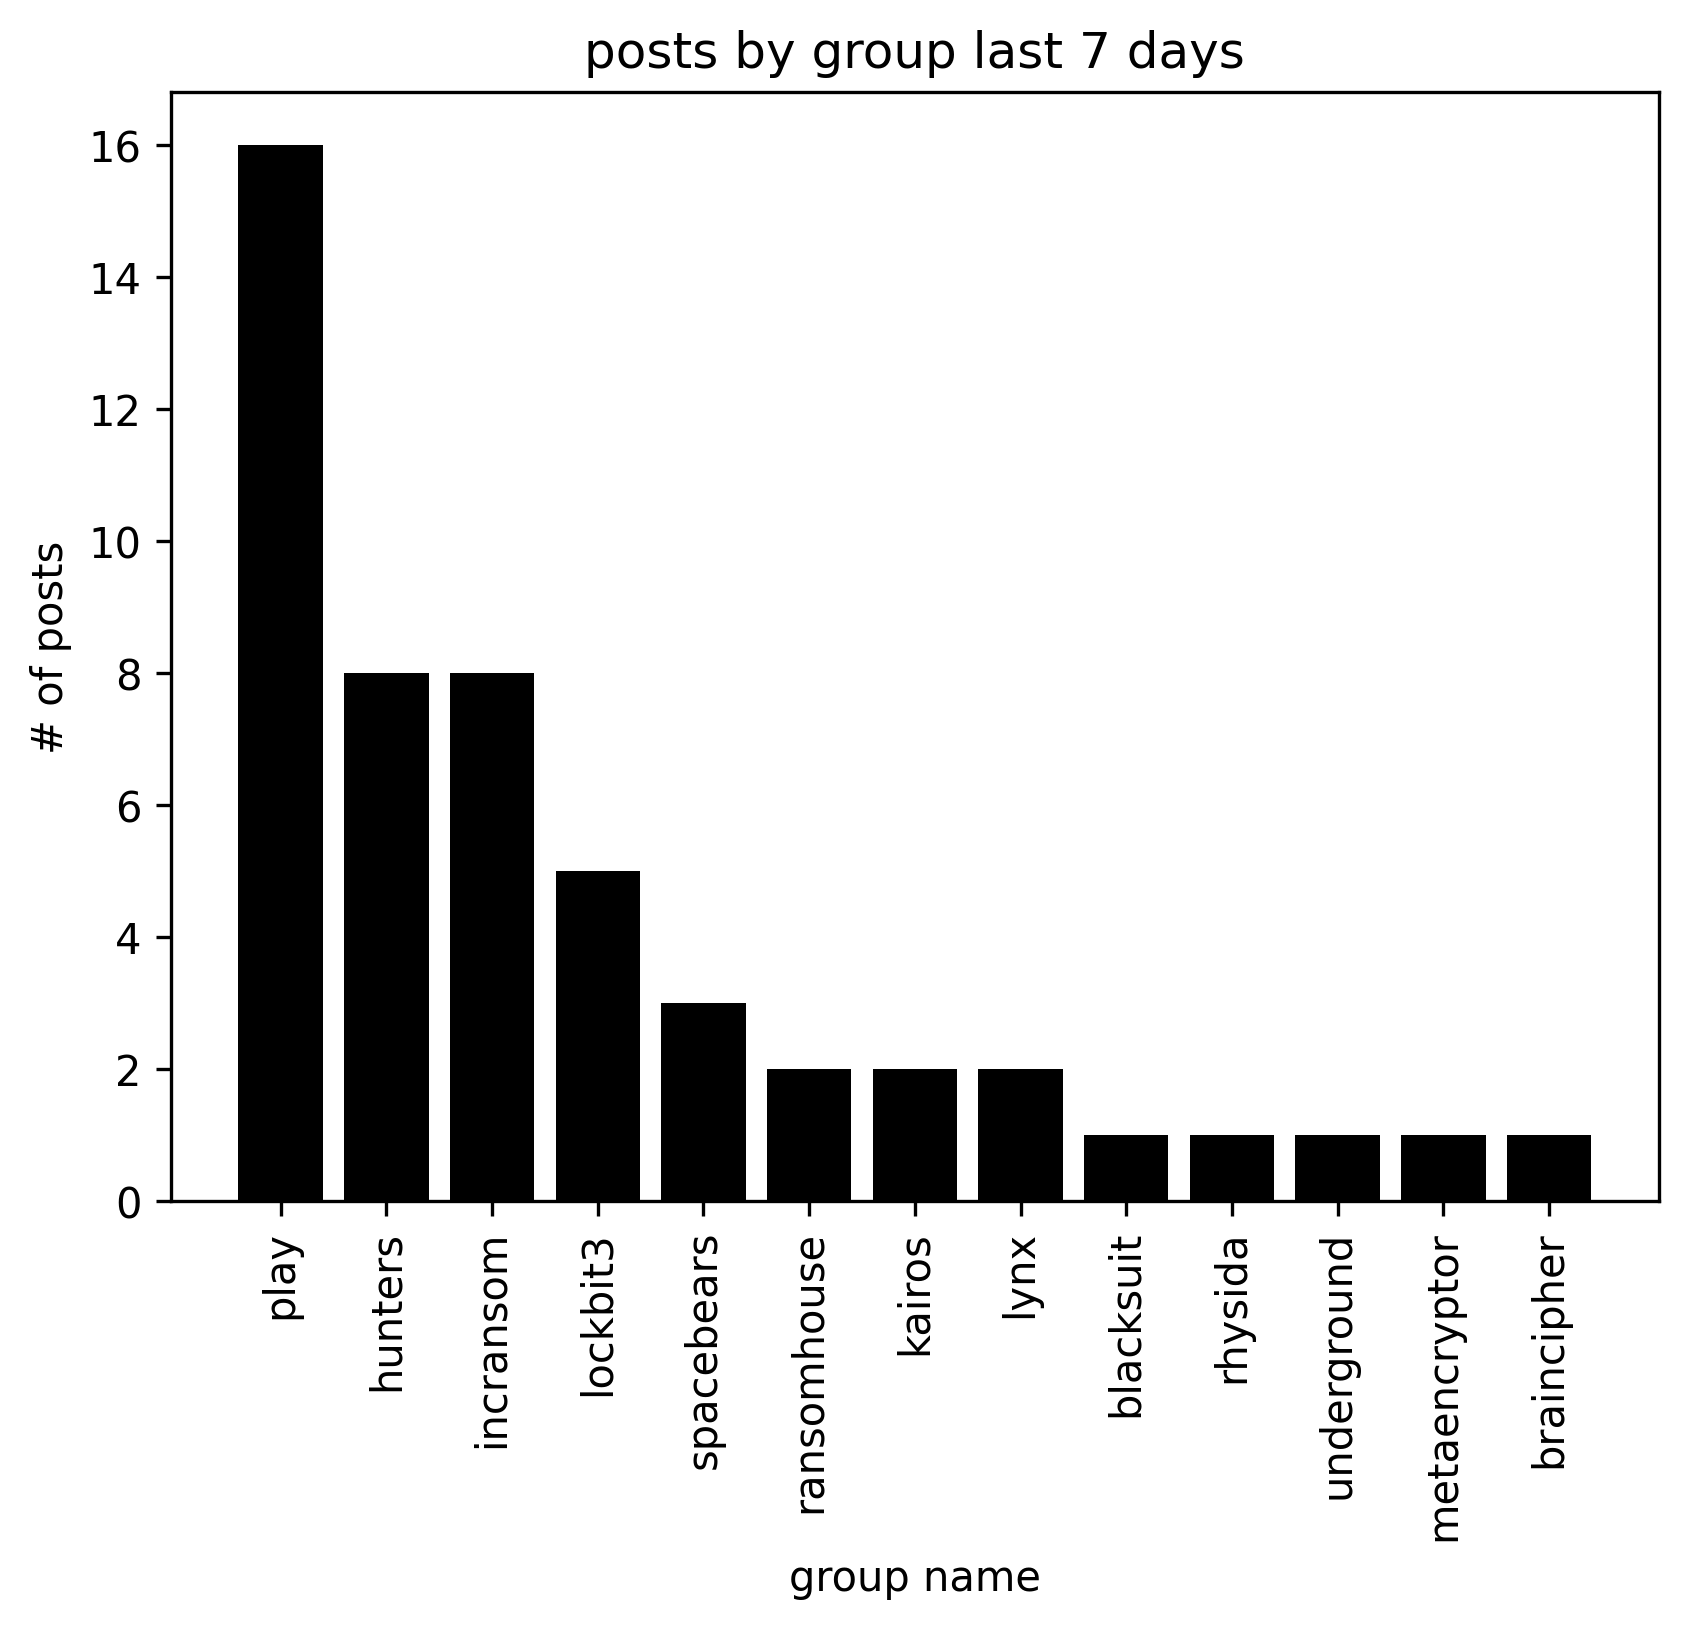 posts by group last 7 days
# of posts
16
14
12
10
8
6
4
2
0
play
hunters
incransom
lockbit3
spacebears
ransomhouse
kairos
lynx
blacksuit
rhysida
underground
metaencryptor
braincipher
group name